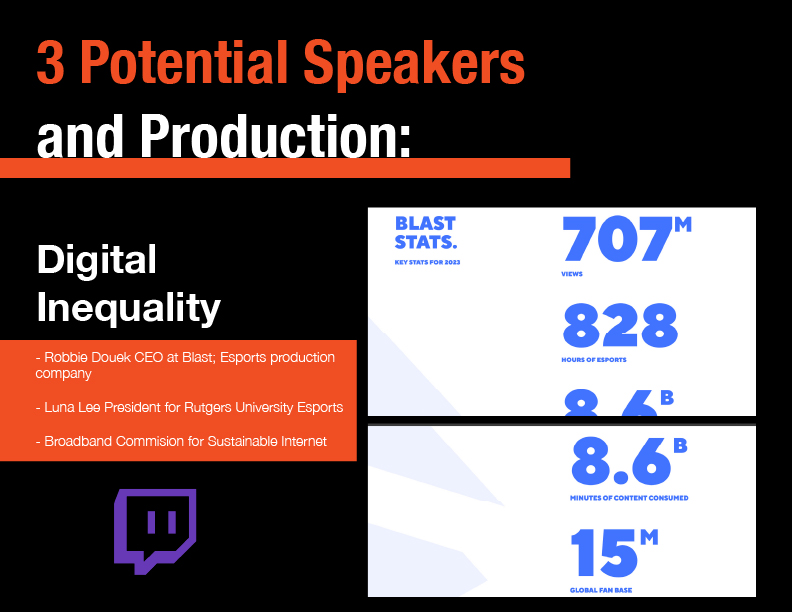 3 Potential Speakers
and Production:
Digital
Inequality
- Robbie Douek CEO at Blast; Esports production
company
- Luna Lee President for Rutgers University Esports
- Broadband Commision for Sustainable Internet
BLAST
STATS.
KEY STATS FOR 2023
707M
VIEWS
828
HOURS OF ESPORTS
8.6B
8.6B
MINUTES OF CONTENT CONSUMED
15M
GLOBAL FAN BASE